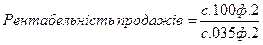 Рентабельність продажів = с.100ф.2 / с.035ф.2